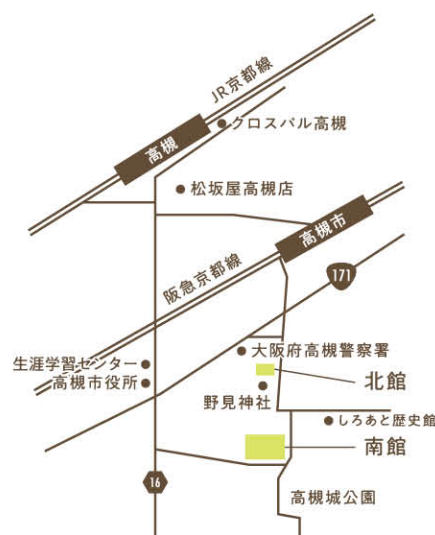 JR京都線
クロスパル高槻
高槻
松坂屋高槻店
高槻市
阪急京都線
171
大阪府高槻警察署
生涯学習センター
高槻市役所
北館
野見神社
しろあと歴史館
南館
16
高槻城公園